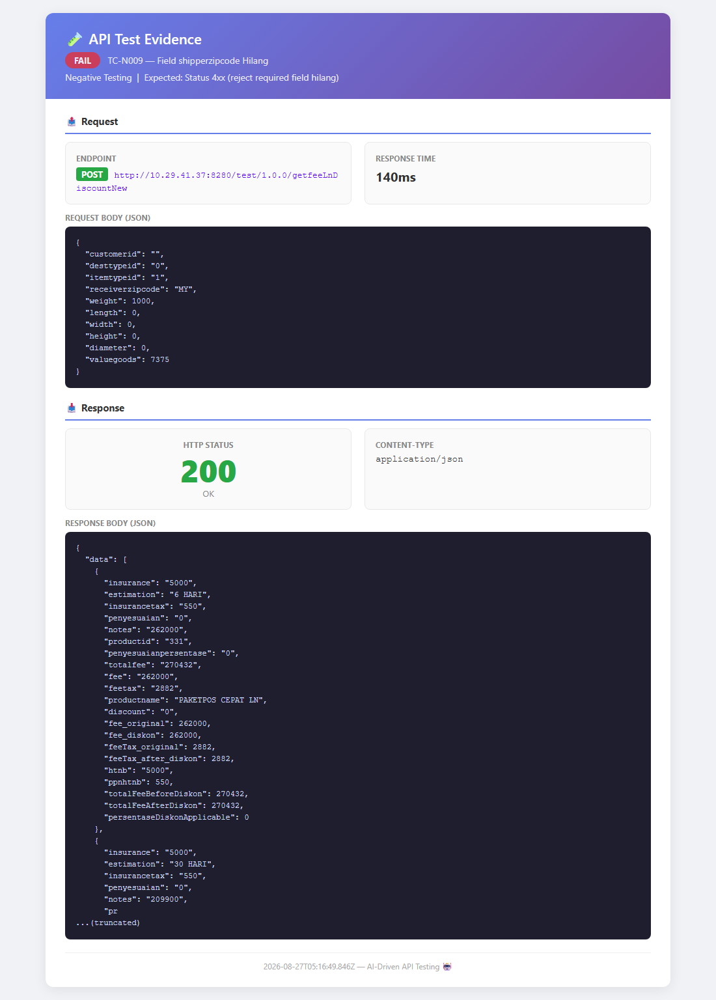 API Test Evidence
FAIL TC-N009 — Field shipperzipcode Hilang
Negative Testing | Expected: Status 4xx (reject required field hilang)
Request
ENDPOINT
POST http://10.29.41.37:8280/test/1.0.0/getfeeLnD
iscountNew
RESPONSE TIME
140ms
REQUEST BODY (JSON)
{
  "customerid": "",
  "desttypeid": "0",
  "itemtypeid": "1",
  "receiverzipcode": "MY",
  "weight": 1000,
  "length": 0,
  "width": 0,
  "height": 0,
  "diameter": 0,
  "valuegoods": 7375
}
Response
HTTP STATUS
200
OK
CONTENT-TYPE
application/json
RESPONSE BODY (JSON)
{
  "data": [
    {
      "insurance": "5000",
      "estimation": "6 HARI",
      "insurancetax": "550",
      "penyesuaian": "0",
      "notes": "262000",
      "productid": "331",
      "penyesuaianpersentase": "0",
      "totalfee": "270432",
      "fee": "262000",
      "feetax": "2882",
      "productname": "PAKETPOS CEPAT LN",
      "discount": "0",
      "fee_original": 262000,
      "fee_diskon": 262000,
      "feeTax_original": 2882,
      "feeTax_after_diskon": 2882,
      "htnb": "5000",
      "ppnhtnb": 550,
      "totalFeeBeforeDiskon": 270432,
      "totalFeeAfterDiskon": 270432,
      "persentaseDiskonApplicable": 0
    },
    {
      "insurance": "5000",
      "estimation": "30 HARI",
      "insurancetax": "550",
      "penyesuaian": "0",
      "notes": "209900",
      "pr
...(truncated)
2026-08-27T05:16:49.846Z — AI-Driven API Testing